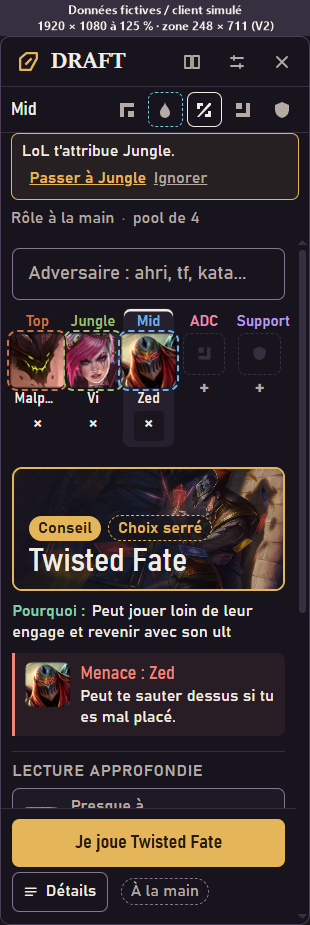 Données fictives / client simulé
1920 × 1080 à 125 % · zone 248 × 711 (V2)
DRAFT
Mid
LoL t'attribue Jungle.
Passer à Jungle Ignorer
Rôle à la main · pool de 4
Adversaire : ahri, tf, kata...
Top Jungle Mid ADC Support
Malp... Vi Zed + +
× × ×
Conseil Choix serré
Twisted Fate
Pourquoi : Peut jouer loin de leur
engage et revenir avec son ult
Menace : Zed
Peut te sauter dessus si tu
es mal placé.
LECTURE APPROFONDIE
Presque à
Je joue Twisted Fate
Détails À la main